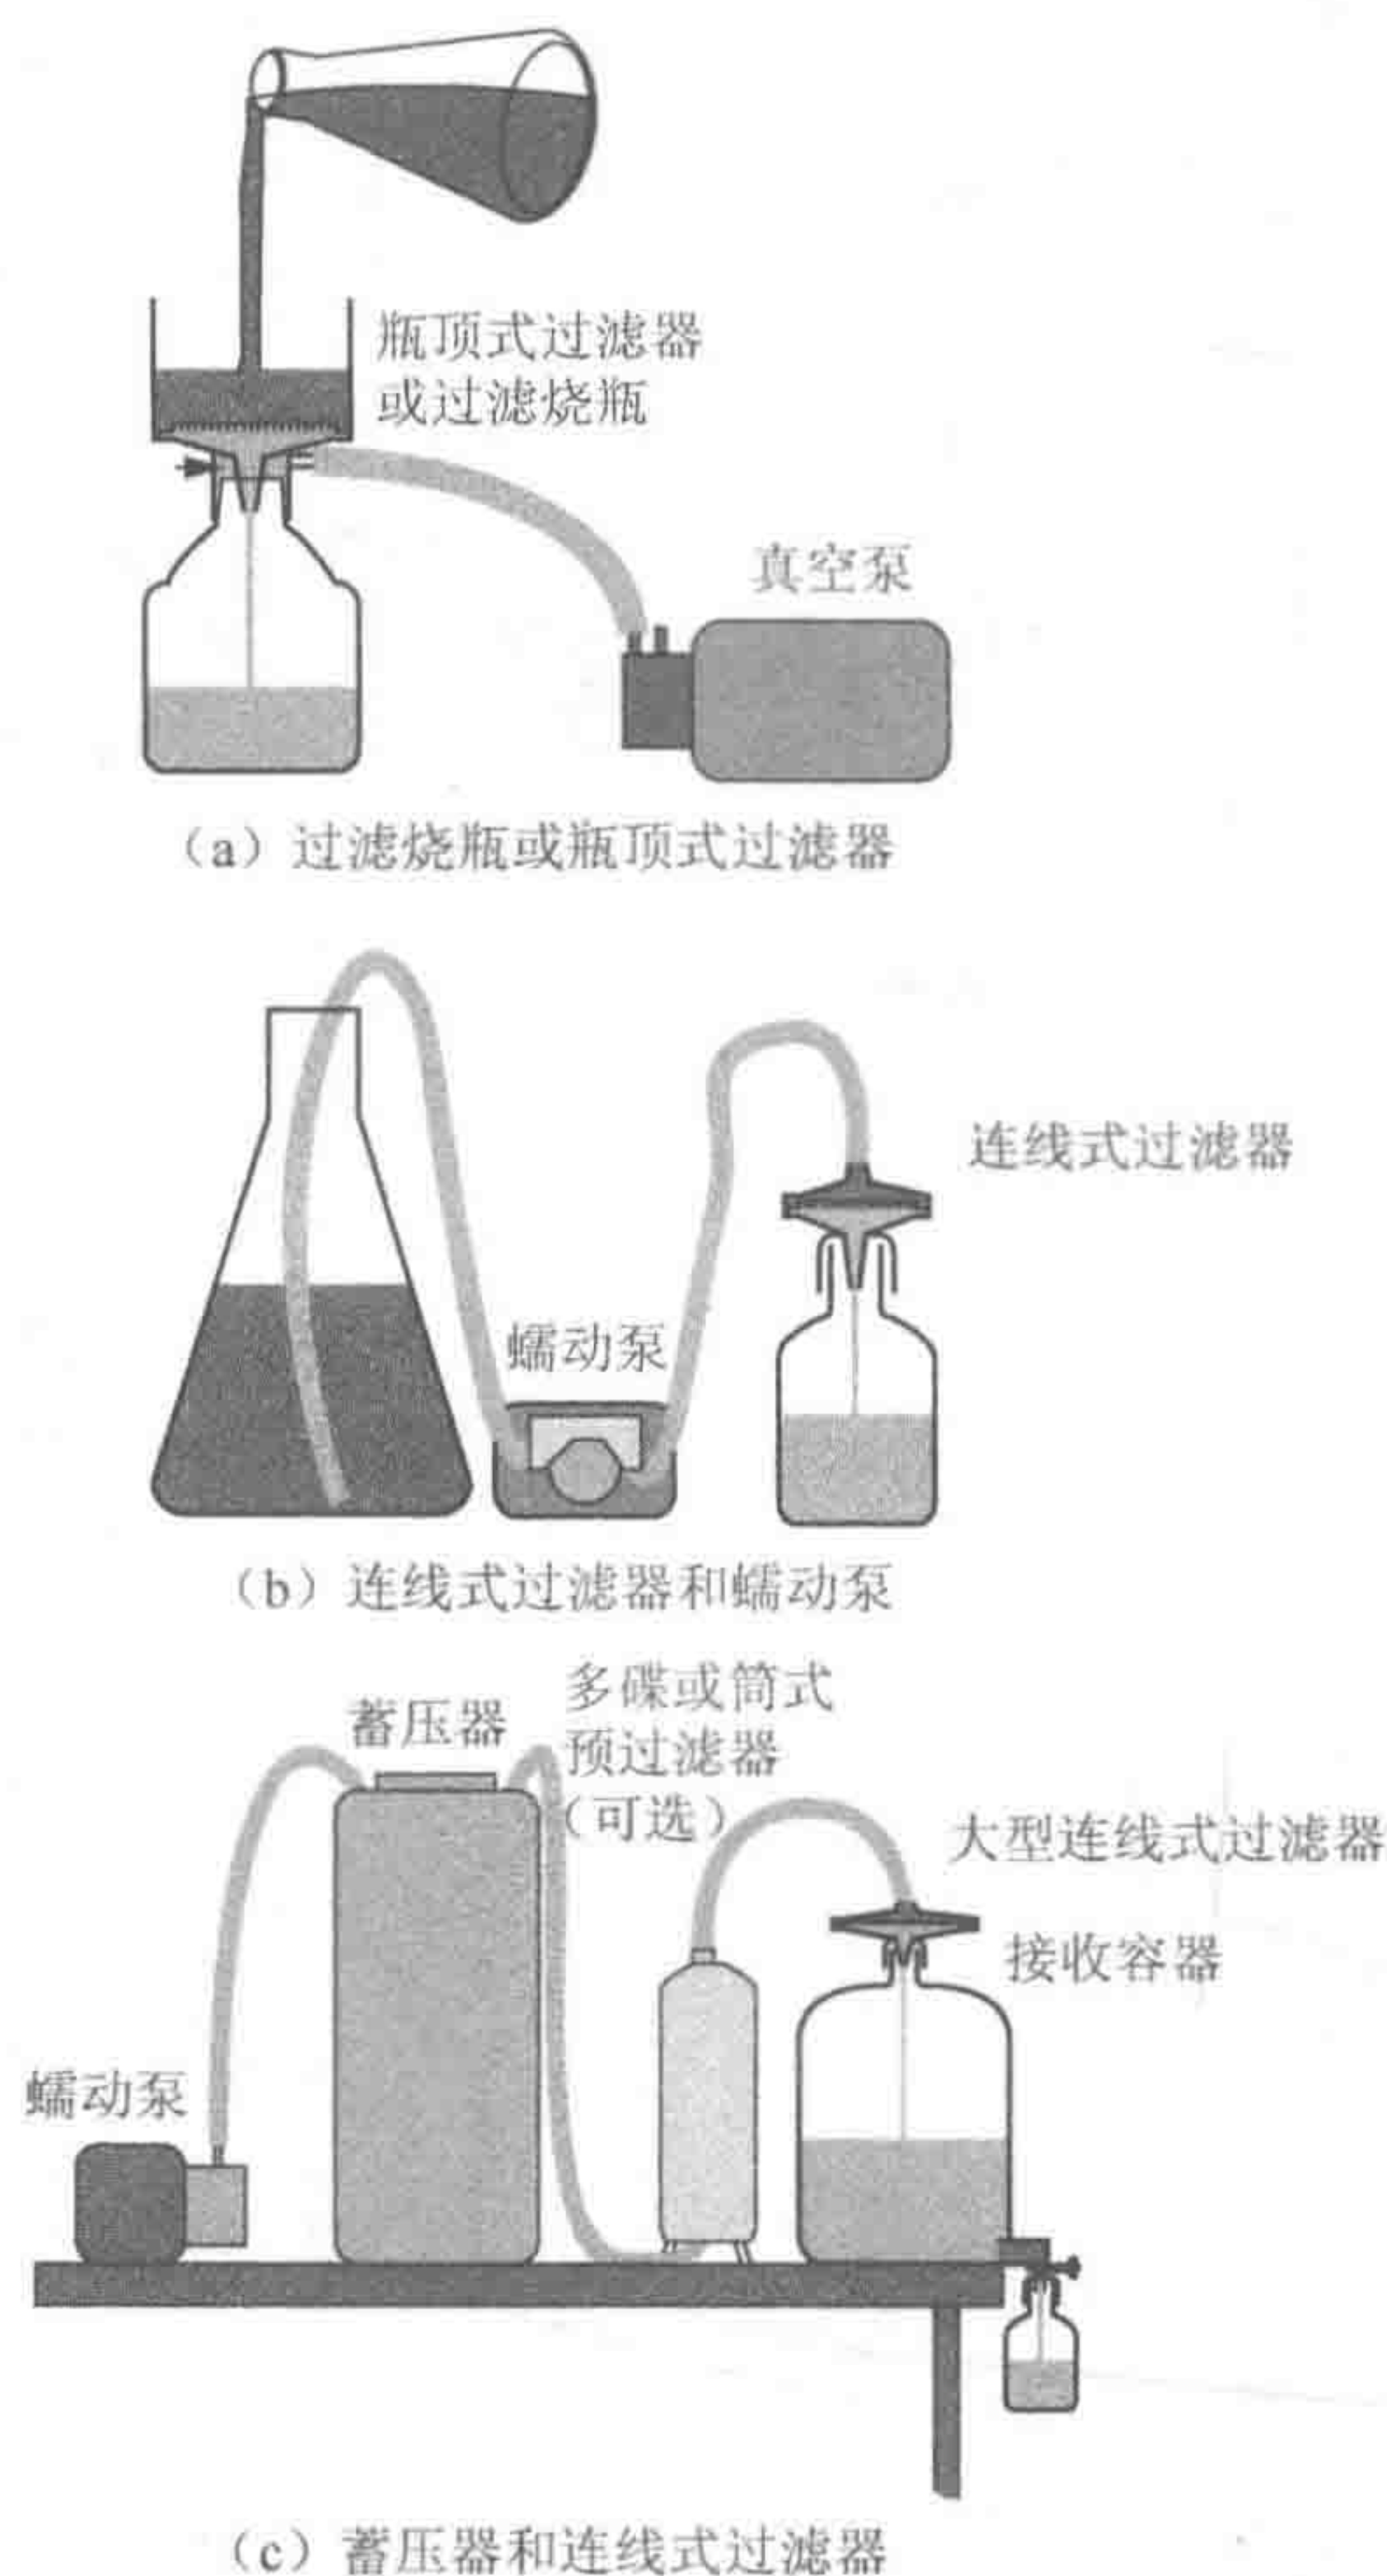 瓶顶式过滤器
或过滤烧瓶
真空泵
（a）过滤烧瓶或瓶顶式过滤器
连线式过滤器
蠕动泵
（b）连线式过滤器和蠕动泵
多碟或筒式
预过滤器
（可选）
蓄压器
大型连线式过滤器
接收容器
蠕动泵
（c）蓄压器和连线式过滤器